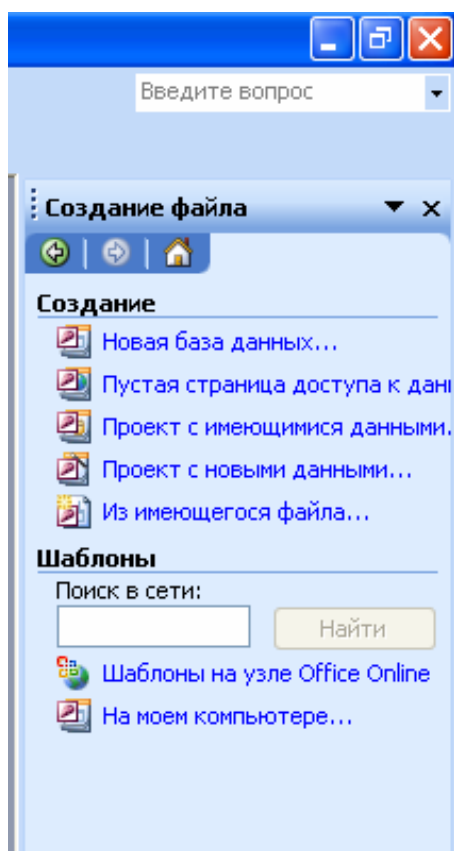 Введите вопрос
Создание файла
Создание
Новая база данных...
Пустая страница доступа к
Проект с имеющимися данными.
Проект с новыми данными...
Из имеющегося файла...
Шаблоны
Поиск в сети:
Найти
Шаблоны на узле Office Online
На моем компьютере...